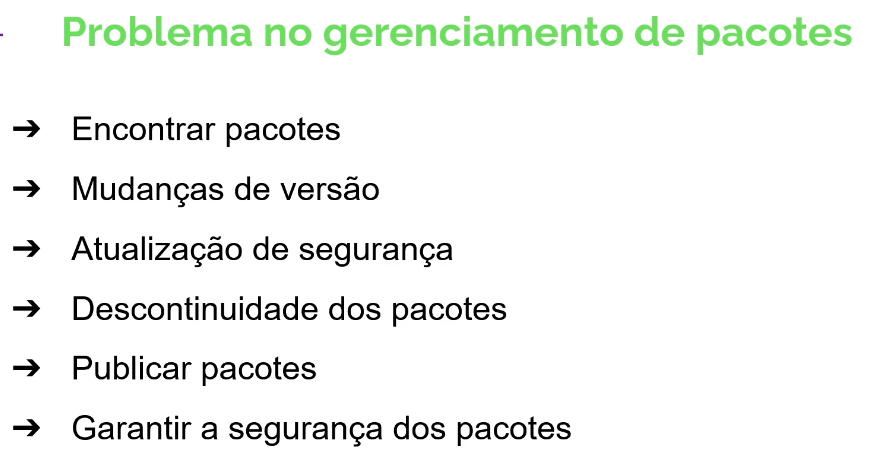 Problema no gerenciamento de pacotes
➔ Encontrar pacotes
➔ Mudanças de versão
➔ Atualização de segurança
➔ Descontinuidade dos pacotes
➔ Publicar pacotes
➔ Garantir a segurança dos pacotes